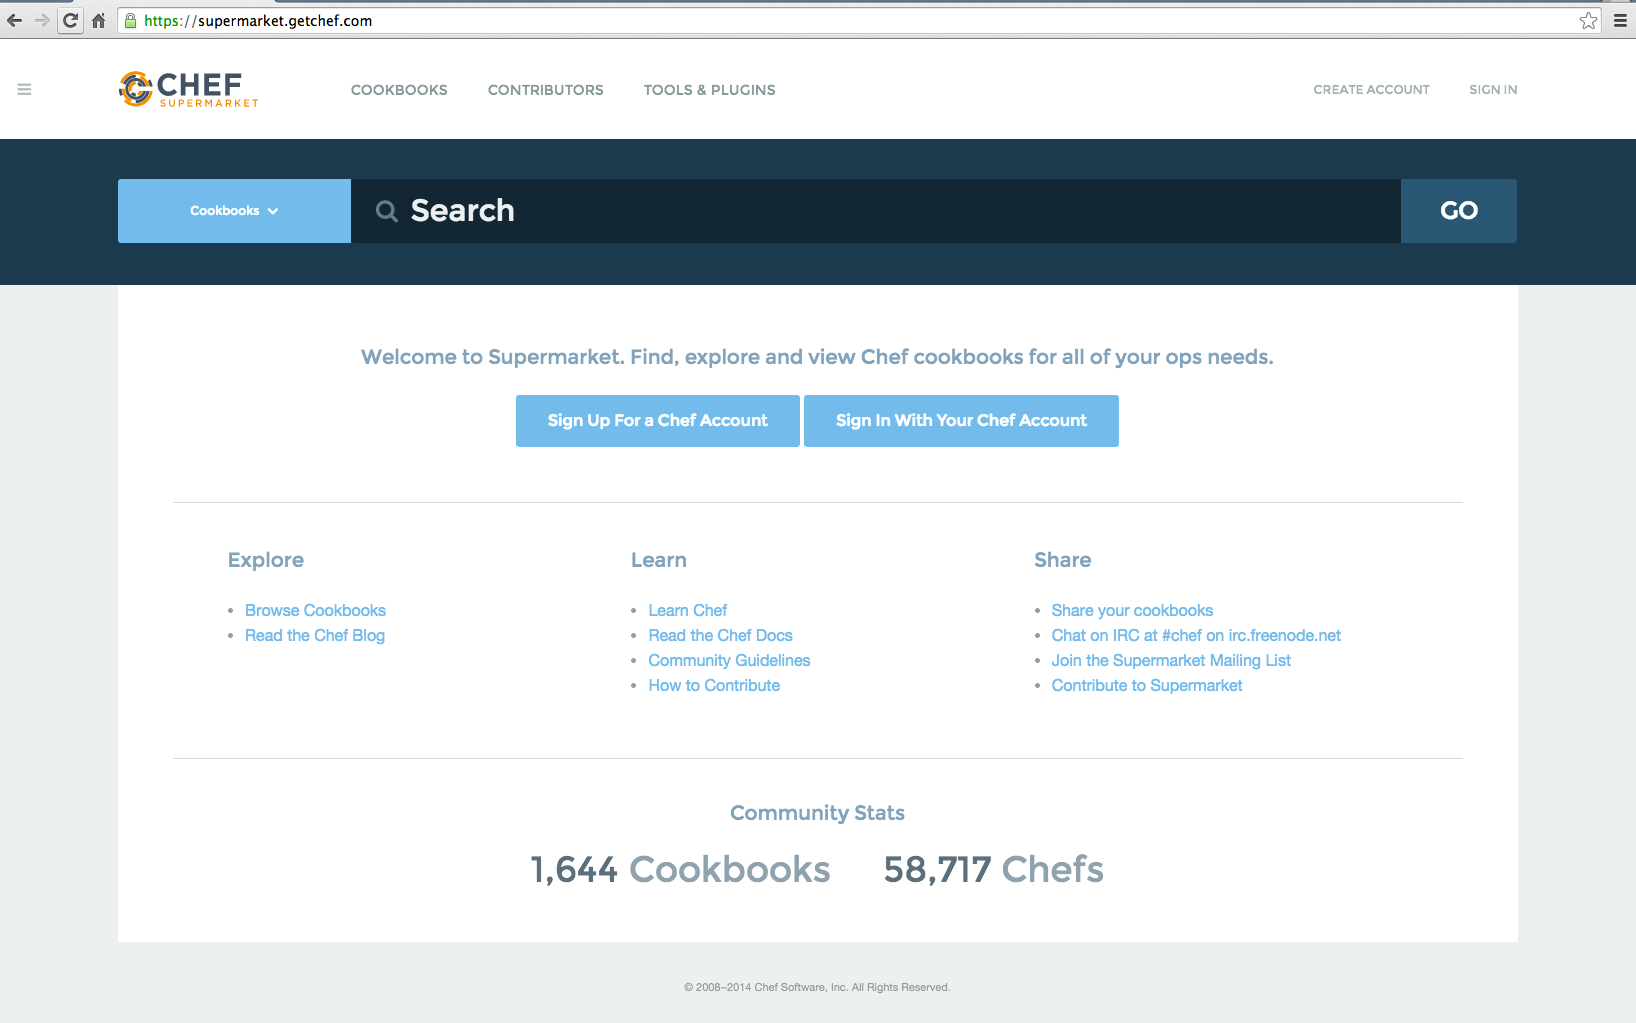 https://supermarket.getchef.com
CHEF
SUPERMARKET
COOKBOOKS
CONTRIBUTORS
TOOLS & PLUGINS
CREATE ACCOUNT
SIGN IN
Cookbooks
Search
GO
Welcome to Supermarket. Find, explore and view Chef cookbooks for all of your ops needs.
Sign Up For a Chef Account
Sign In With Your Chef Account
Explore
• Browse Cookbooks
• Read the Chef Blog
Learn
• Learn Chef
• Read the Chef Docs
• Community Guidelines
• How to Contribute
Share
• Share your cookbooks
• Chat on IRC at #chef on irc.freenode.net
• Join the Supermarket Mailing List
• Contribute to Supermarket
Community Stats
1,644 Cookbooks
58,717 Chefs
© 2008–2014 Chef Software, Inc. All Rights Reserved.